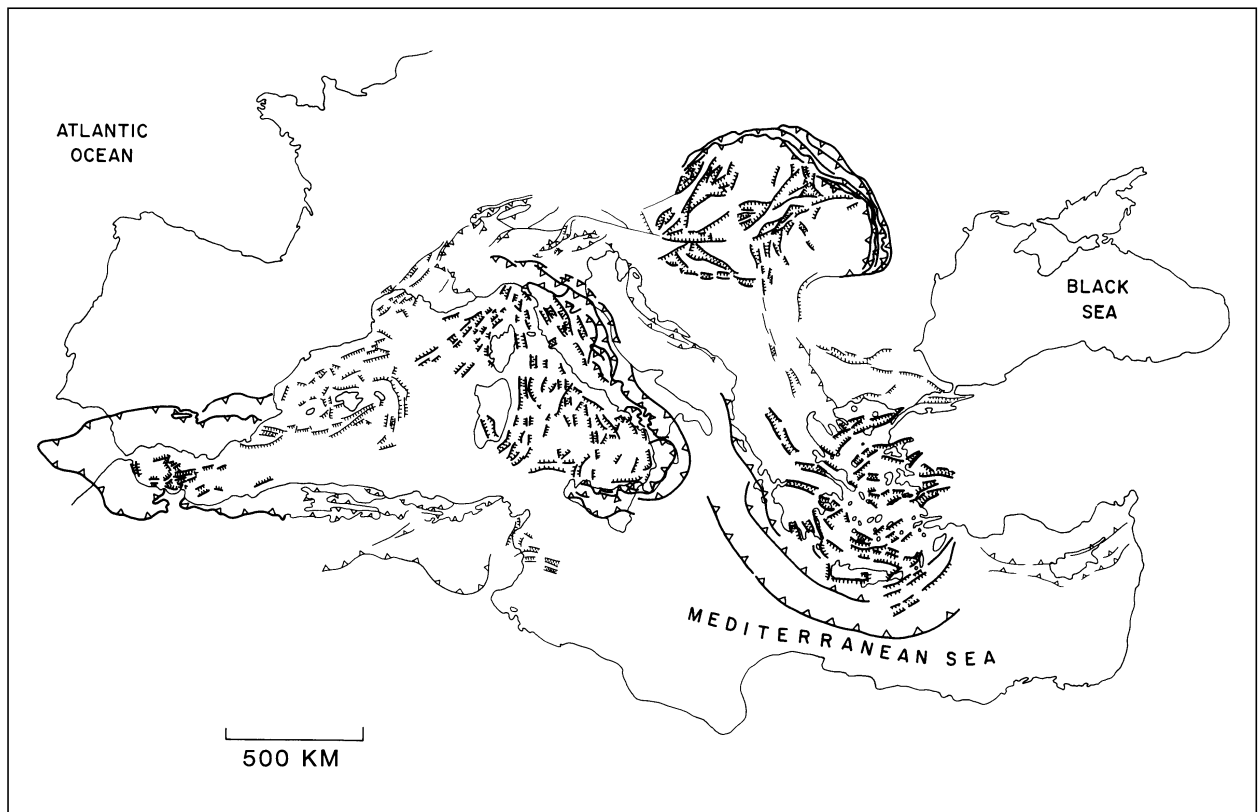 ATLANTIC
OCEAN
BLACK
SEA
MEDITERRANEAN SEA
500 KM